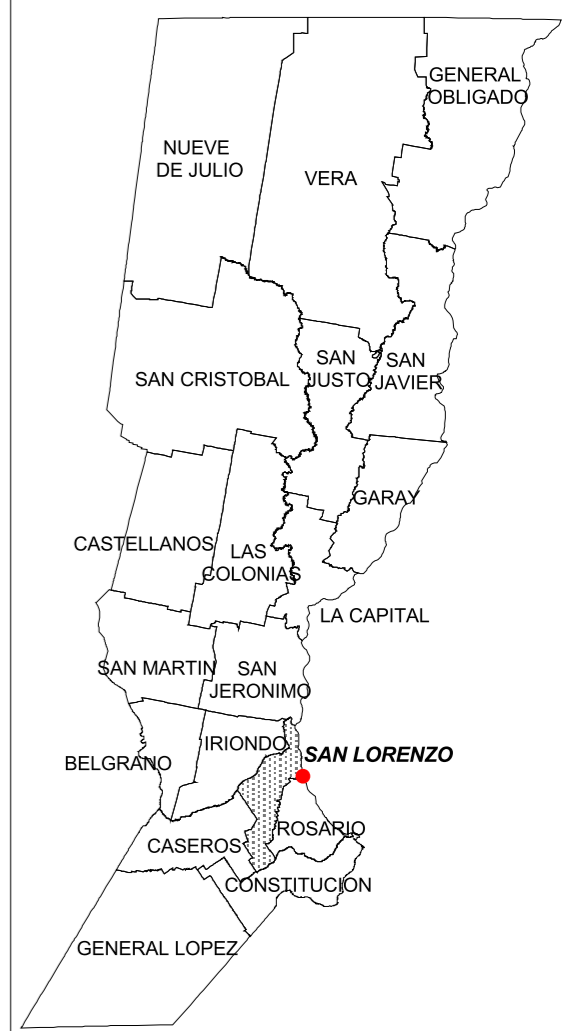 GENERAL
OBLIGADO
NUEVE
DE JULIO
VERA
SAN CRISTOBAL
SAN
JUSTO
SAN
JAVIER
GARAY
CASTELLANOS
LAS
COLONIAS
LA CAPITAL
SAN MARTIN
SAN
JERONIMO
BELGRANO
IRIONDO
SAN LORENZO
CASEROS
ROSARIO
CONSTITUCION
GENERAL LOPEZ